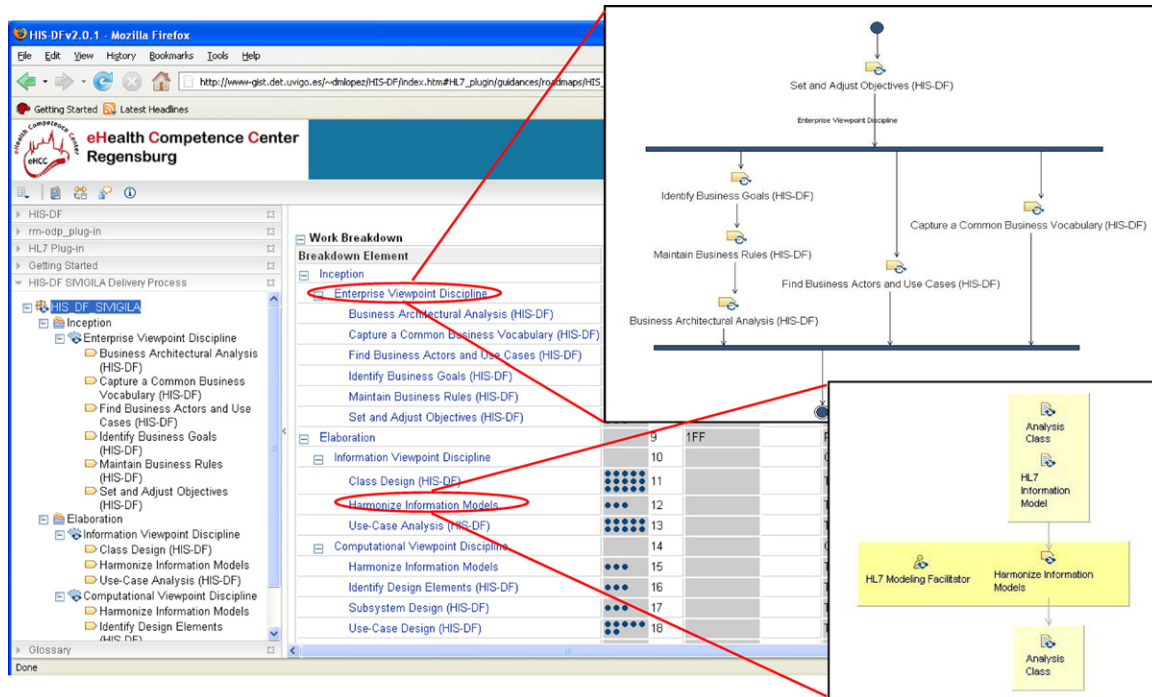 HIS-DFv2.0.1 - Mozilla Firefox
File Edit View History Bookmarks Tools Help
http://www-gist.det.uvigo.es/~dmlopez/HIS-DF/index.htm#HL7_plugin/guidances/roadmaps/HIS_
Getting Started Latest Headlines
eHealth Competence Center
eHCC
eHealth Competence Center
Regensburg
HIS-DF
rm-odp_plug-in
HL7 Plug-in
Getting Started
HIS-DF SIVIGILA Delivery Process
HIS_DF_SIVIGILA
Inception
Enterprise Viewpoint Discipline
Business Architectural Analysis
(HIS-DF)
Capture a Common Business
Vocabulary (HIS-DF)
Find Business Actors and Use
Cases (HIS-DF)
Identify Business Goals
(HIS-DF)
Maintain Business Rules
(HIS-DF)
Set and Adjust Objectives
(HIS-DF)
Elaboration
Information Viewpoint Discipline
Class Design (HIS-DF)
Harmonize Information Models
Use-Case Analysis (HIS-DF)
Computational Viewpoint Discipline
Harmonize Information Models
Identify Design Elements
(HIS-DF)
Glossary
Done
Work Breakdown
Breakdown Element
Inception
Enterprise Viewpoint Discipline
Business Architectural Analysis (HIS-DF)
Capture a Common Business Vocabulary (HIS-DF)
Find Business Actors and Use Cases (HIS-DF)
Identify Business Goals (HIS-DF)
Maintain Business Rules (HIS-DF)
Set and Adjust Objectives (HIS-DF)
Elaboration 9 1FF
Information Viewpoint Discipline 10
Class Design (HIS-DF) 11
Harmonize Information Models 12
Use-Case Analysis (HIS-DF) 13
Computational Viewpoint Discipline 14
Harmonize Information Models 15
Identify Design Elements (HIS-DF) 16
Subsystem Design (HIS-DF) 17
Use-Case Design (HIS-DF) 18
Set and Adjust Objectives (HIS-DF)
Enterprise Viewpoint Discipline
Identify Business Goals (HIS-DF)
Capture a Common Business Vocabulary (HIS-DF)
Maintain Business Rules (HIS-DF)
Find Business Actors and Use Cases (HIS-DF)
Business Architectural Analysis (HIS-DF)
Analysis
Class
HL7
Information
Model
HL7 Modeling Facilitator
Harmonize Information
Models
Analysis
Class